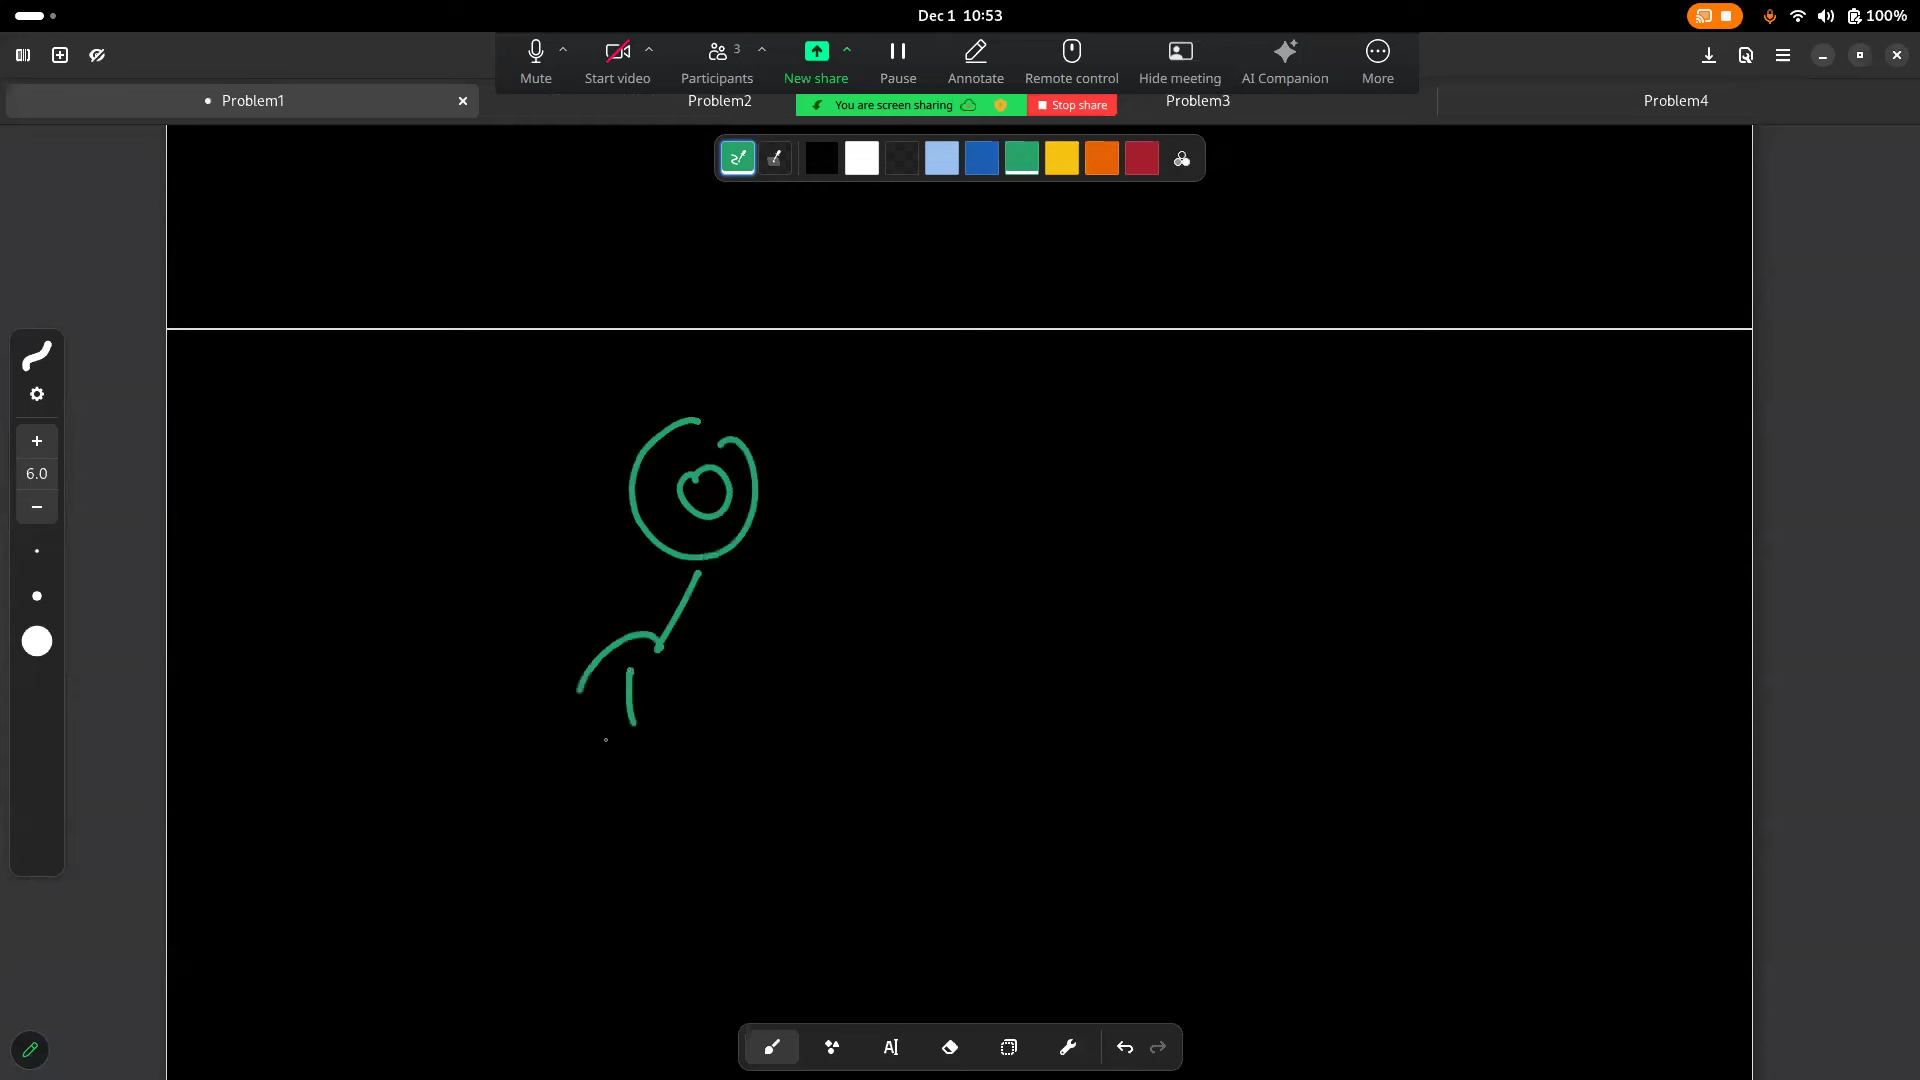 Dec 1 10:53
100%
Mute
Start video
3
Participants
New share
Pause
Annotate
Remote control
Hide meeting
AI Companion
More
Problem1
Problem2
You are screen sharing
Stop share
Problem3
Problem4
6.0